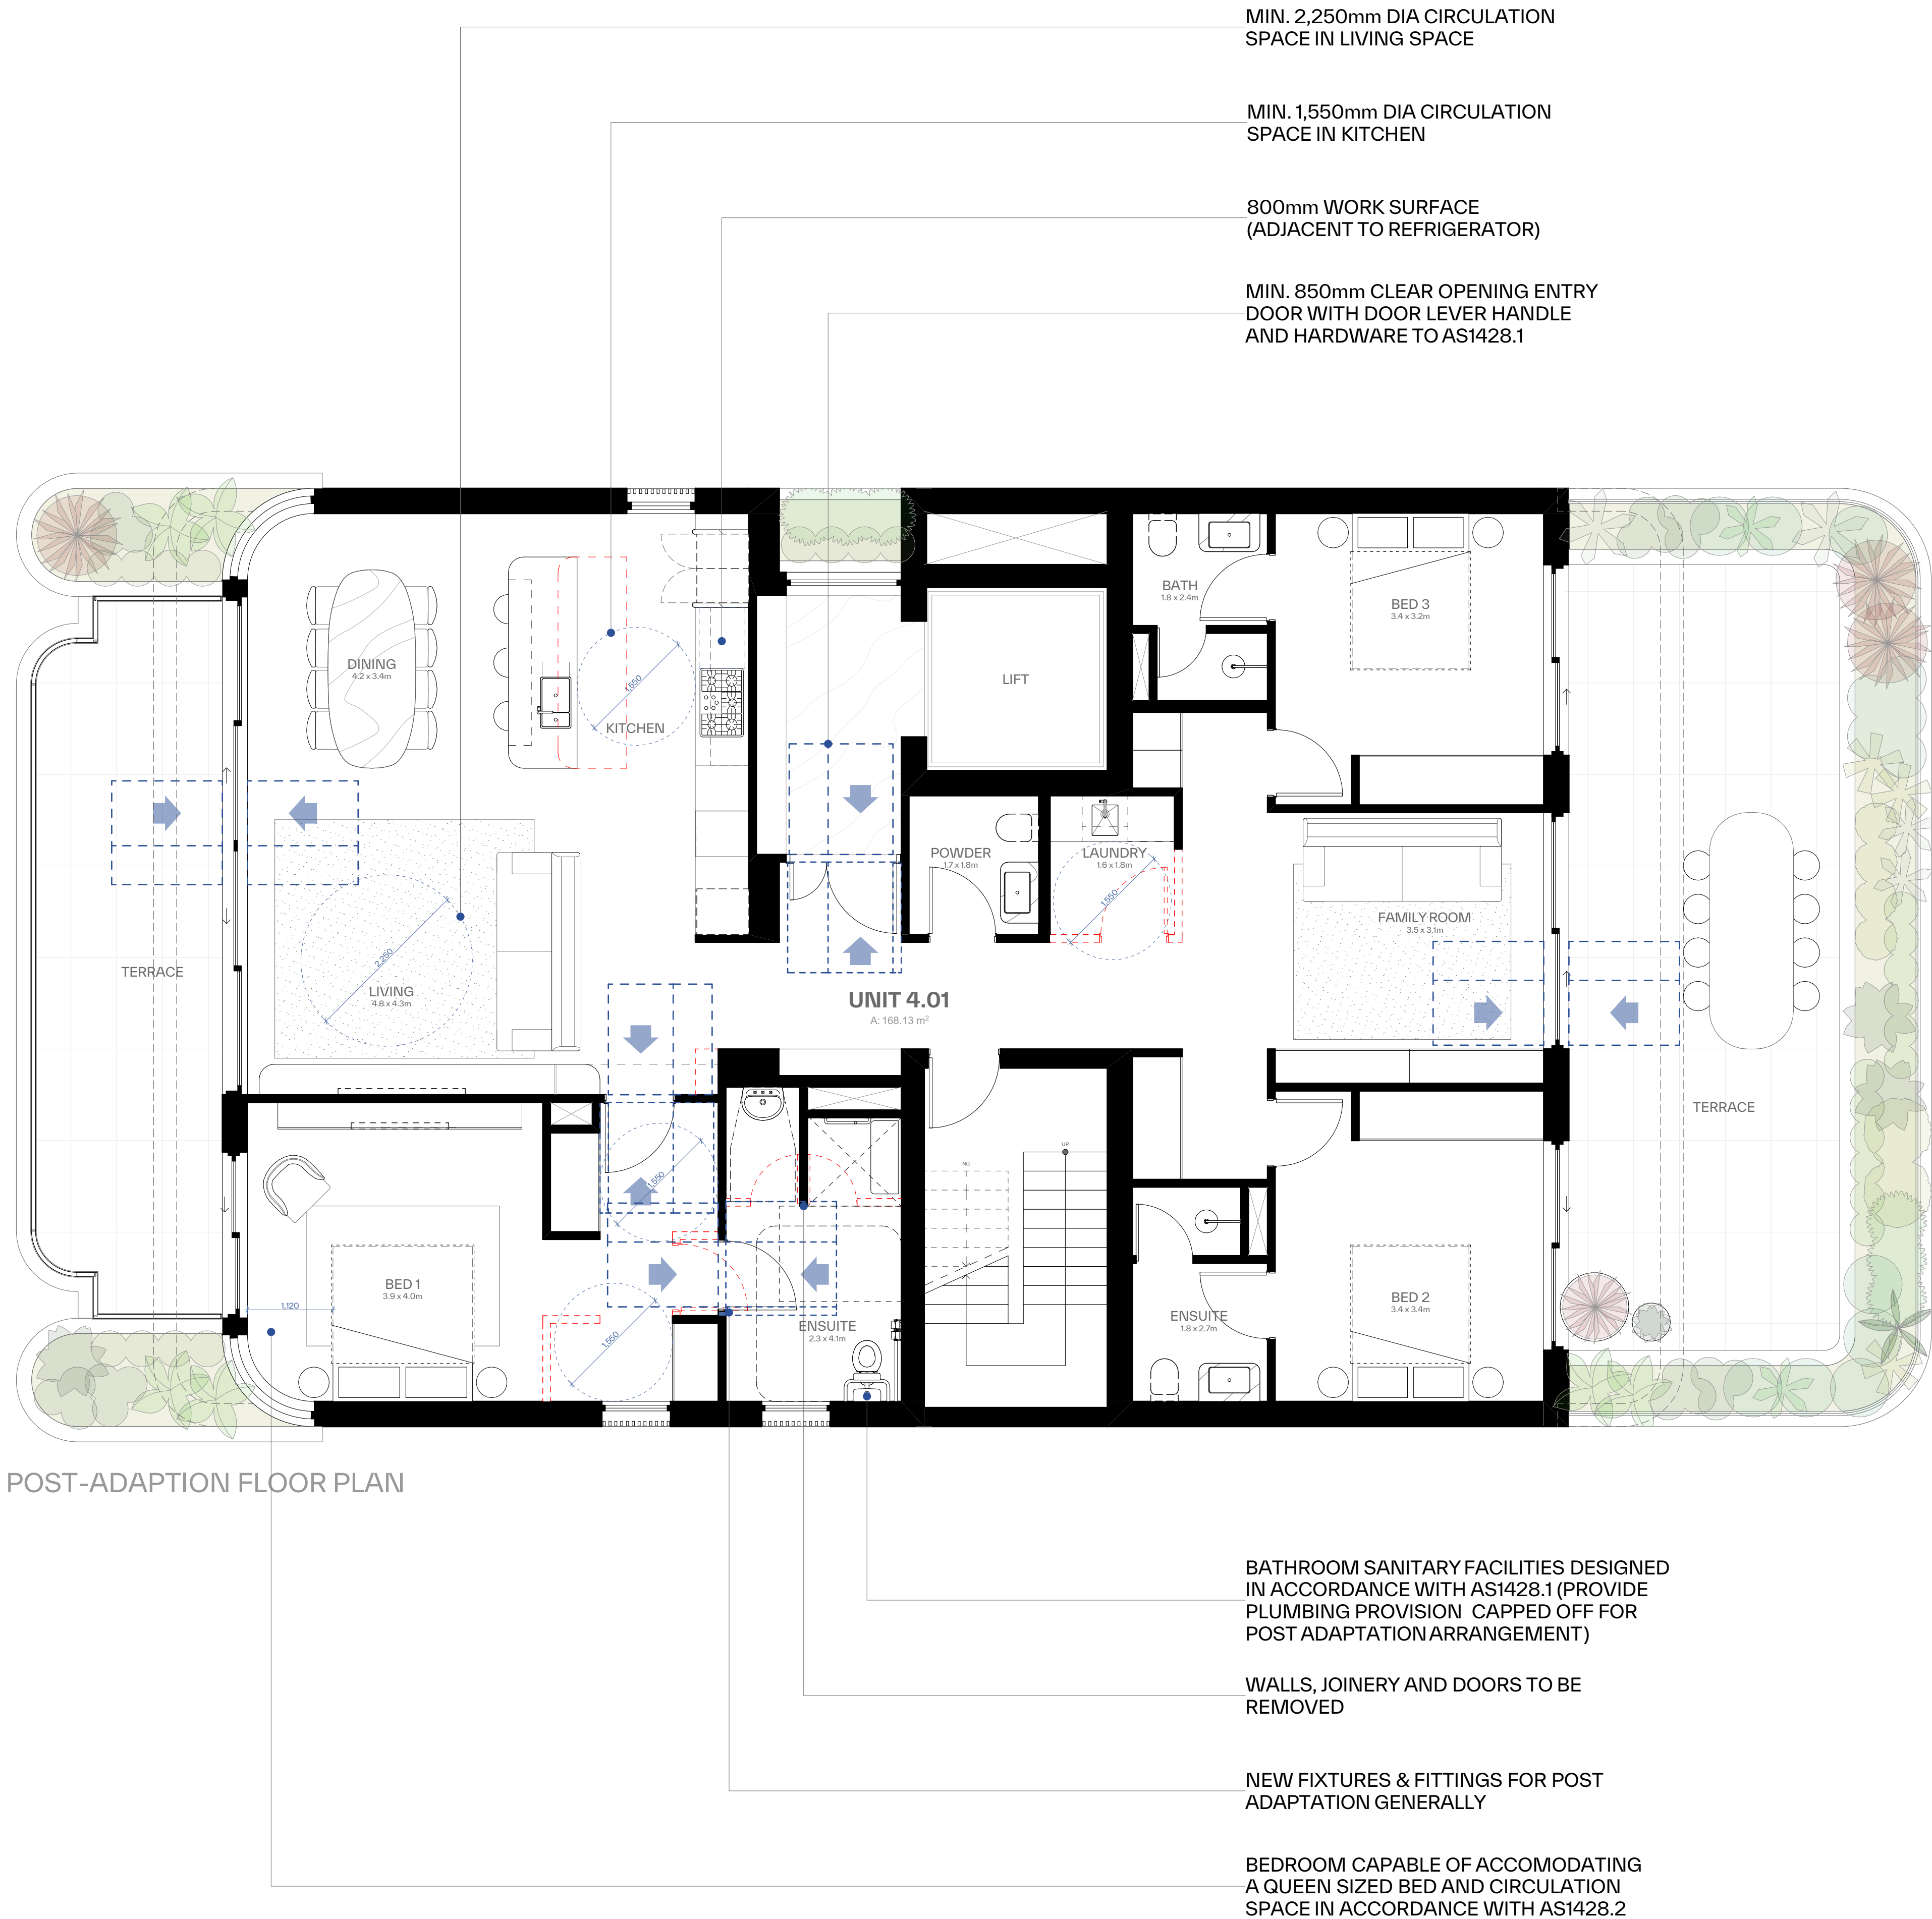 MIN. 2,250mm DIA CIRCULATION
SPACE IN LIVING SPACE
MIN. 1,550mm DIA CIRCULATION
SPACE IN KITCHEN
800mm WORK SURFACE
(ADJACENT TO REFRIGERATOR)
MIN. 850mm CLEAR OPENING ENTRY
DOOR WITH DOOR LEVER HANDLE
AND HARDWARE TO AS1428.1
BATH
1.8 x 2.4m
BED 3
3.4 x 3.2m
DINING
4.2 x 3.4m
LIFT
1,550
KITCHEN
POWDER
1.7 x 1.8m
LAUNDRY
1.6 x 1.8m
1,550
FAMILY ROOM
3.5 x 3.1m
2,250
TERRACE
LIVING
4.8 x 4.3m
UNIT 4.01
A: 168.13 m²
TERRACE
UP
DN
1,550
BED 1
3.9 x 4.0m
1,120
BED 2
3.4 x 3.4m
ENSUITE
2.3 x 4.1m
ENSUITE
1.8 x 2.7m
1,550
POST-ADAPTION FLOOR PLAN
BATHROOM SANITARY FACILITIES DESIGNED
IN ACCORDANCE WITH AS1428.1 (PROVIDE
PLUMBING PROVISION CAPPED OFF FOR
POST ADAPTATION ARRANGEMENT)
WALLS, JOINERY AND DOORS TO BE
REMOVED
NEW FIXTURES & FITTINGS FOR POST
ADAPTATION GENERALLY
BEDROOM CAPABLE OF ACCOMODATING
A QUEEN SIZED BED AND CIRCULATION
SPACE IN ACCORDANCE WITH AS1428.2